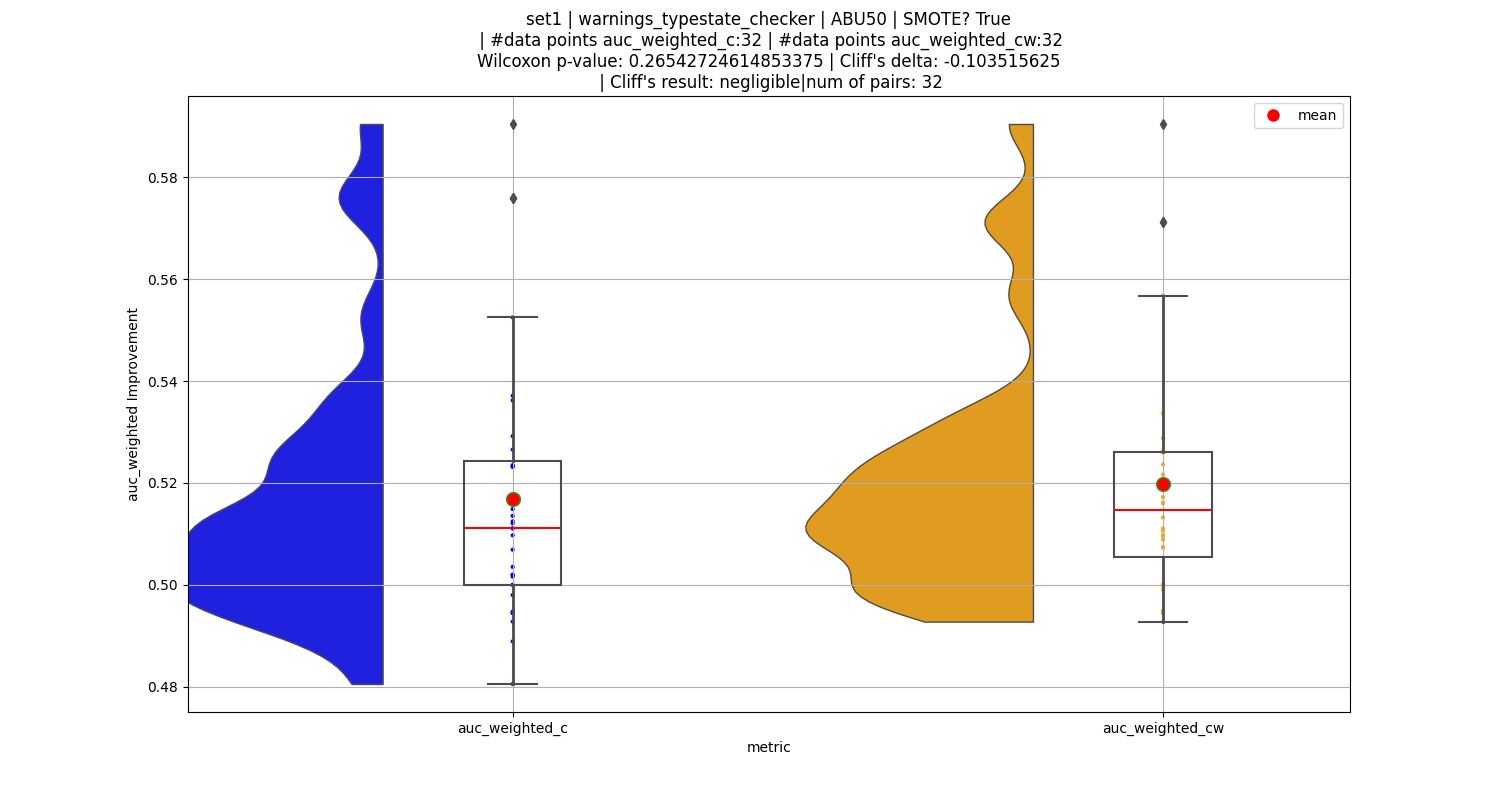 set1 | warnings_typestate_checker | ABU50 | SMOTE? True
| #data points auc_weighted_c:32 | #data points auc_weighted_cw:32
Wilcoxon p-value: 0.26542724614853375 | Cliff's delta: -0.103515625
| Cliff's result: negligible|num of pairs: 32
mean
0.58
0.56
0.54
0.52
0.50
0.48
auc_weighted Improvement
auc_weighted_c
auc_weighted_cw
metric